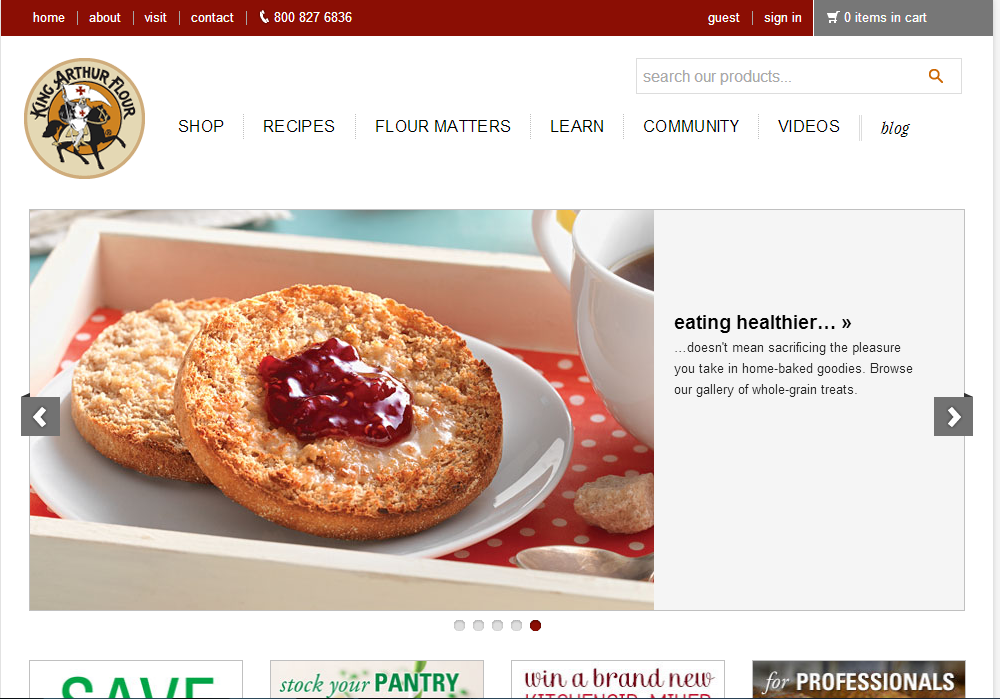 home about visit contact 800 827 6836 guest sign in 0 items in cart
KING ARTHUR FLOUR
®
search our products...
SHOP RECIPES FLOUR MATTERS LEARN COMMUNITY VIDEOS blog
eating healthier… »
…doesn't mean sacrificing the pleasure
you take in home-baked goodies. Browse
our gallery of whole-grain treats.
SAVE
stock your PANTRY
win a brand new
KITCHENAID MIXER
for PROFESSIONALS